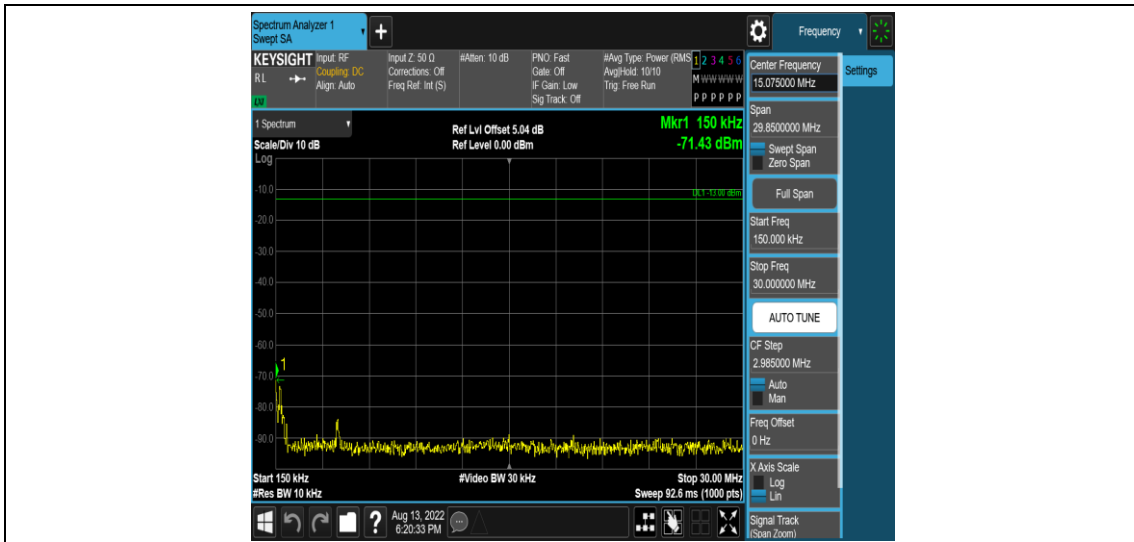 Spectrum Analyzer 1
Swept SA
+
Frequency
KEYSIGHT
RL
LXI
Input: RF
Coupling: DC
Align: Auto
Input Z: 50 Ω
Corrections: Off
Freq Ref: Int (S)
#Atten: 10 dB
PNO: Fast
Gate: Off
IF Gain: Low
Sig Track: Off
#Avg Type: Power (RMS
Avg|Hold: 10/10
Trig: Free Run
1 2 3 4 5 6
M W W W W W
P P P P P P
Center Frequency
15.075000 MHz
Settings
Span
29.8500000 MHz
Swept Span
Zero Span
Full Span
Start Freq
150.000 kHz
Stop Freq
30.000000 MHz
AUTO TUNE
CF Step
2.985000 MHz
Auto
Man
Freq Offset
0 Hz
X Axis Scale
Log
Lin
Signal Track
(Span Zoom)
1 Spectrum
Scale/Div 10 dB
Log
Ref Lvl Offset 5.04 dB
Ref Level 0.00 dBm
Mkr1 150 kHz
-71.43 dBm
DL1 -13.00 dBm
-10.0
-20.0
-30.0
-40.0
-50.0
-60.0
1
-70.0
-80.0
-90.0
Start 150 kHz
#Res BW 10 kHz
#Video BW 30 kHz
Stop 30.00 MHz
Sweep 92.6 ms (1000 pts)
?
Aug 13, 2022
6:20:33 PM